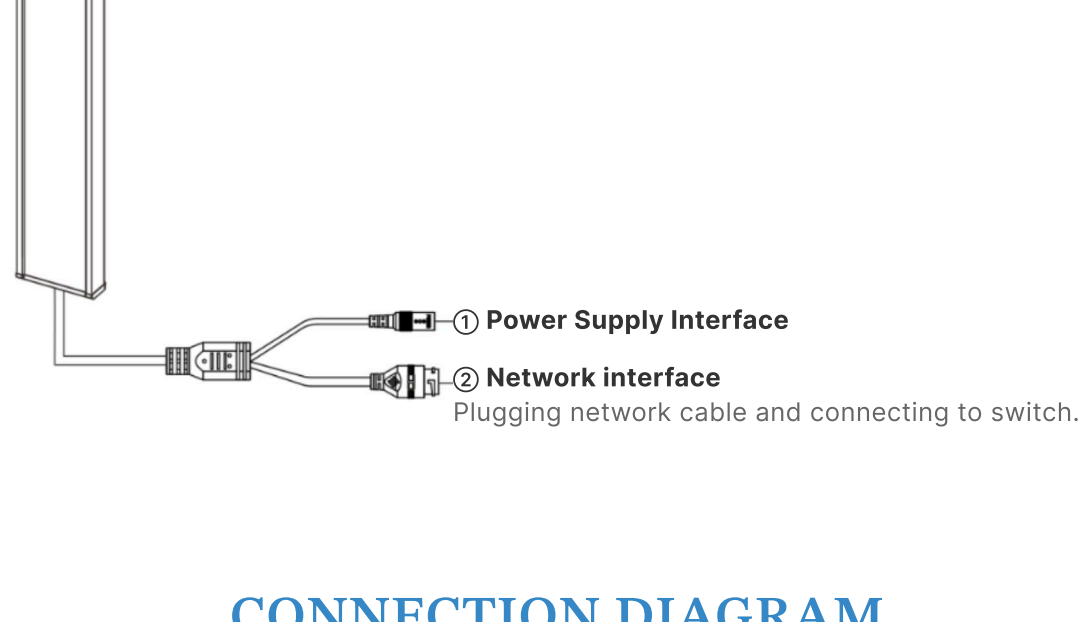 ① Power Supply Interface
② Network interface
Plugging network cable and connecting to switch.
CONNECTION DIAGRAM